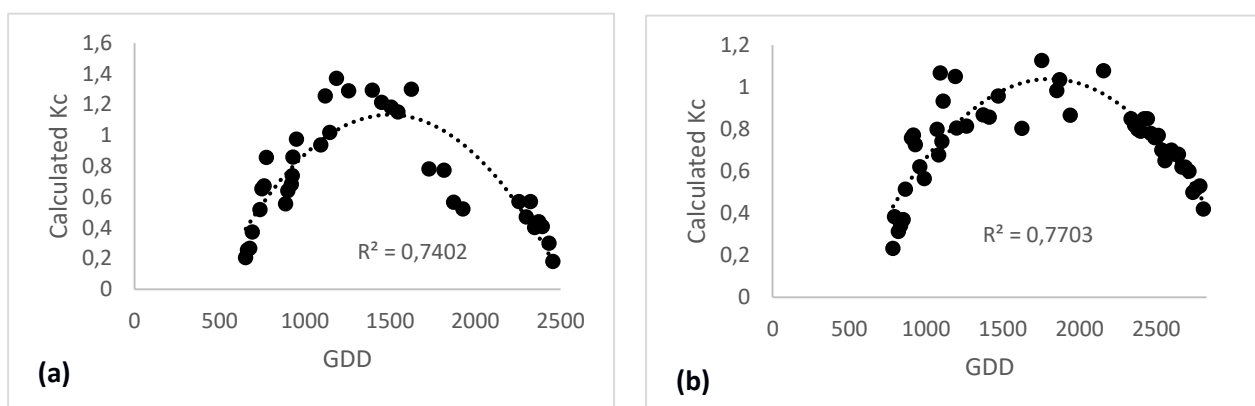 1,6
1,4
1,2
1
0,8
0,6
0,4
0,2
0
Calculated Kc
R² = 0,7402
0 500 1000 1500 2000 2500
GDD
(a)
1,2
1
0,8
0,6
0,4
0,2
0
Calculated Kc
R² = 0,7703
0 500 1000 1500 2000 2500
GDD
(b)